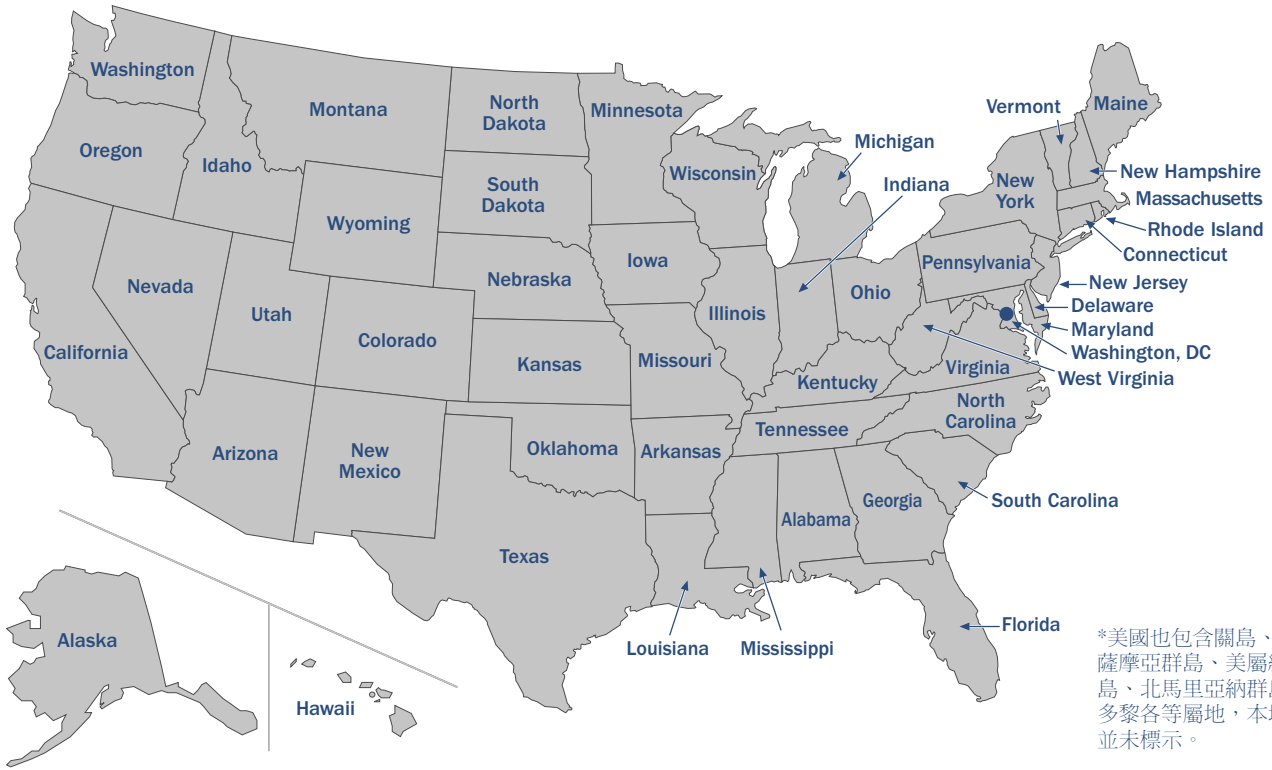 Washington
Montana
North
Dakota
Minnesota
Vermont
Maine
Oregon
Idaho
Wisconsin
Michigan
New Hampshire
South
Dakota
Indiana
New
York
Massachusetts
Wyoming
Rhode Island
Connecticut
Iowa
Pennsylvania
Nebraska
Nevada
New Jersey
Ohio
Utah
Illinois
Delaware
Maryland
California
Colorado
Kansas
Missouri
Washington, DC
Virginia
West Virginia
Kentucky
North
Carolina
Tennessee
Arizona
New
Mexico
Oklahoma
Arkansas
South Carolina
Georgia
Alabama
Texas
Florida
Louisiana
Mississippi
Alaska
Hawaii
*美國也包含關島、
薩摩亞群島、美屬
島、北馬里亞納群
多黎各等屬地，本
並未標示。